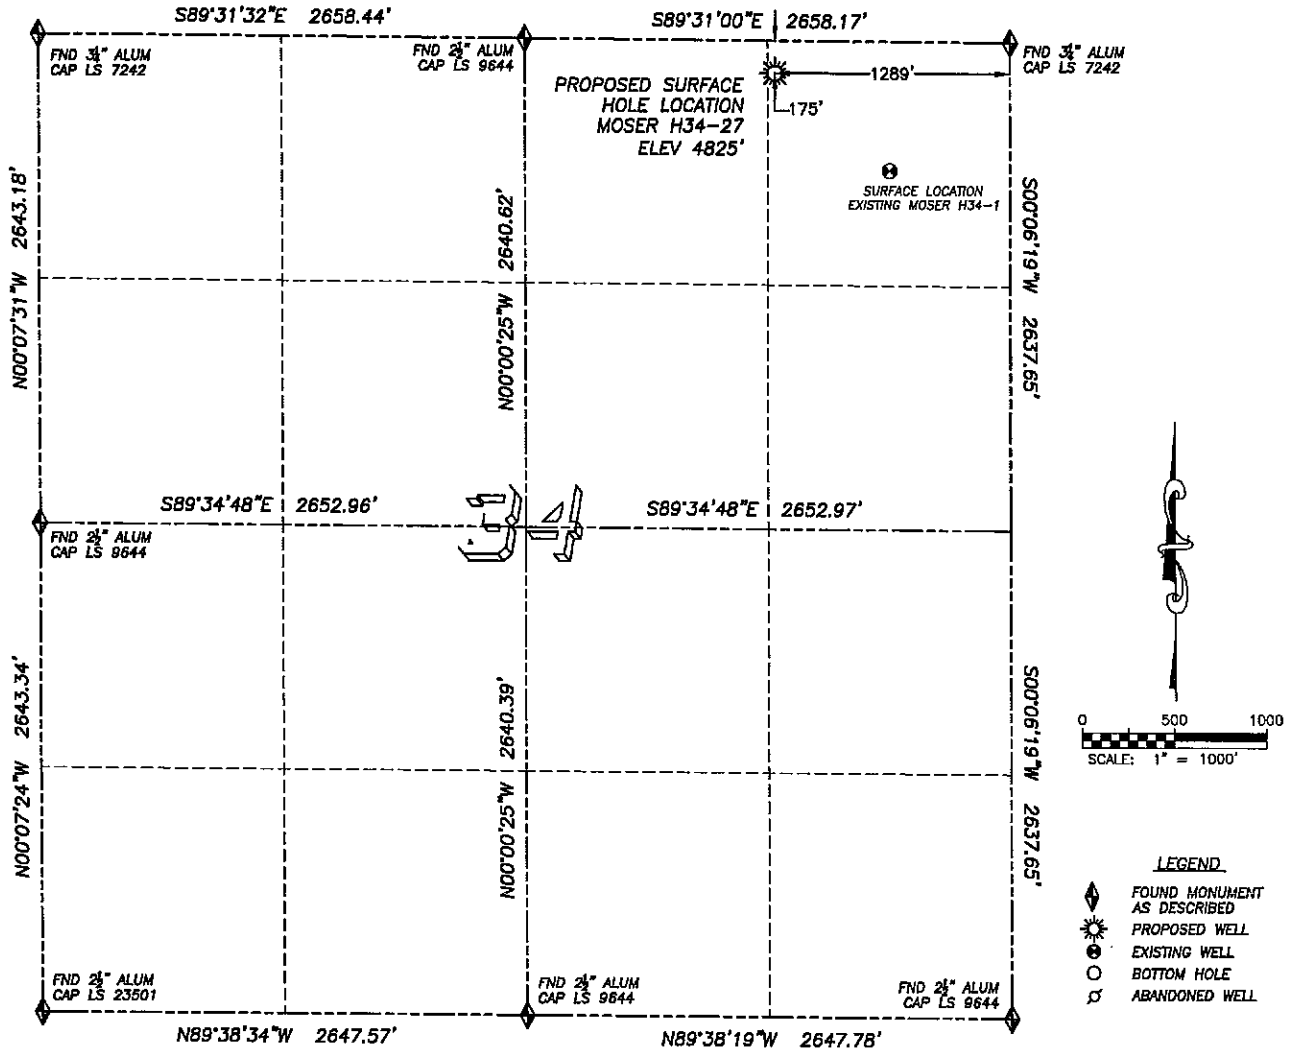 S89°31'32"E 2658.44'
S89°31'00"E 2658.17'
FND 3¼" ALUM
CAP LS 7242
FND 2½" ALUM
CAP LS 9644
FND 3¼" ALUM
CAP LS 7242
PROPOSED SURFACE
HOLE LOCATION
MOSER H34-27
ELEV 4825'
1289'
175'
SURFACE LOCATION
EXISTING MOSER H34-1
N00°07'31"W 2643.18'
N00°00'25"W 2640.62'
S00°06'19"W 2637.65'
S89°34'48"E 2652.96'
S89°34'48"E 2652.97'
34
FND 2½" ALUM
CAP LS 9644
N00°07'24"W 2643.34'
N00°00'25"W 2640.39'
S00°06'19"W 2637.65'
0 500 1000
SCALE: 1" = 1000'
LEGEND
FOUND MONUMENT
AS DESCRIBED
PROPOSED WELL
EXISTING WELL
BOTTOM HOLE
ABANDONED WELL
FND 2½" ALUM
CAP LS 23501
FND 2½" ALUM
CAP LS 9644
FND 2½" ALUM
CAP LS 9644
N89°38'34"W 2647.57'
N89°38'19"W 2647.78'